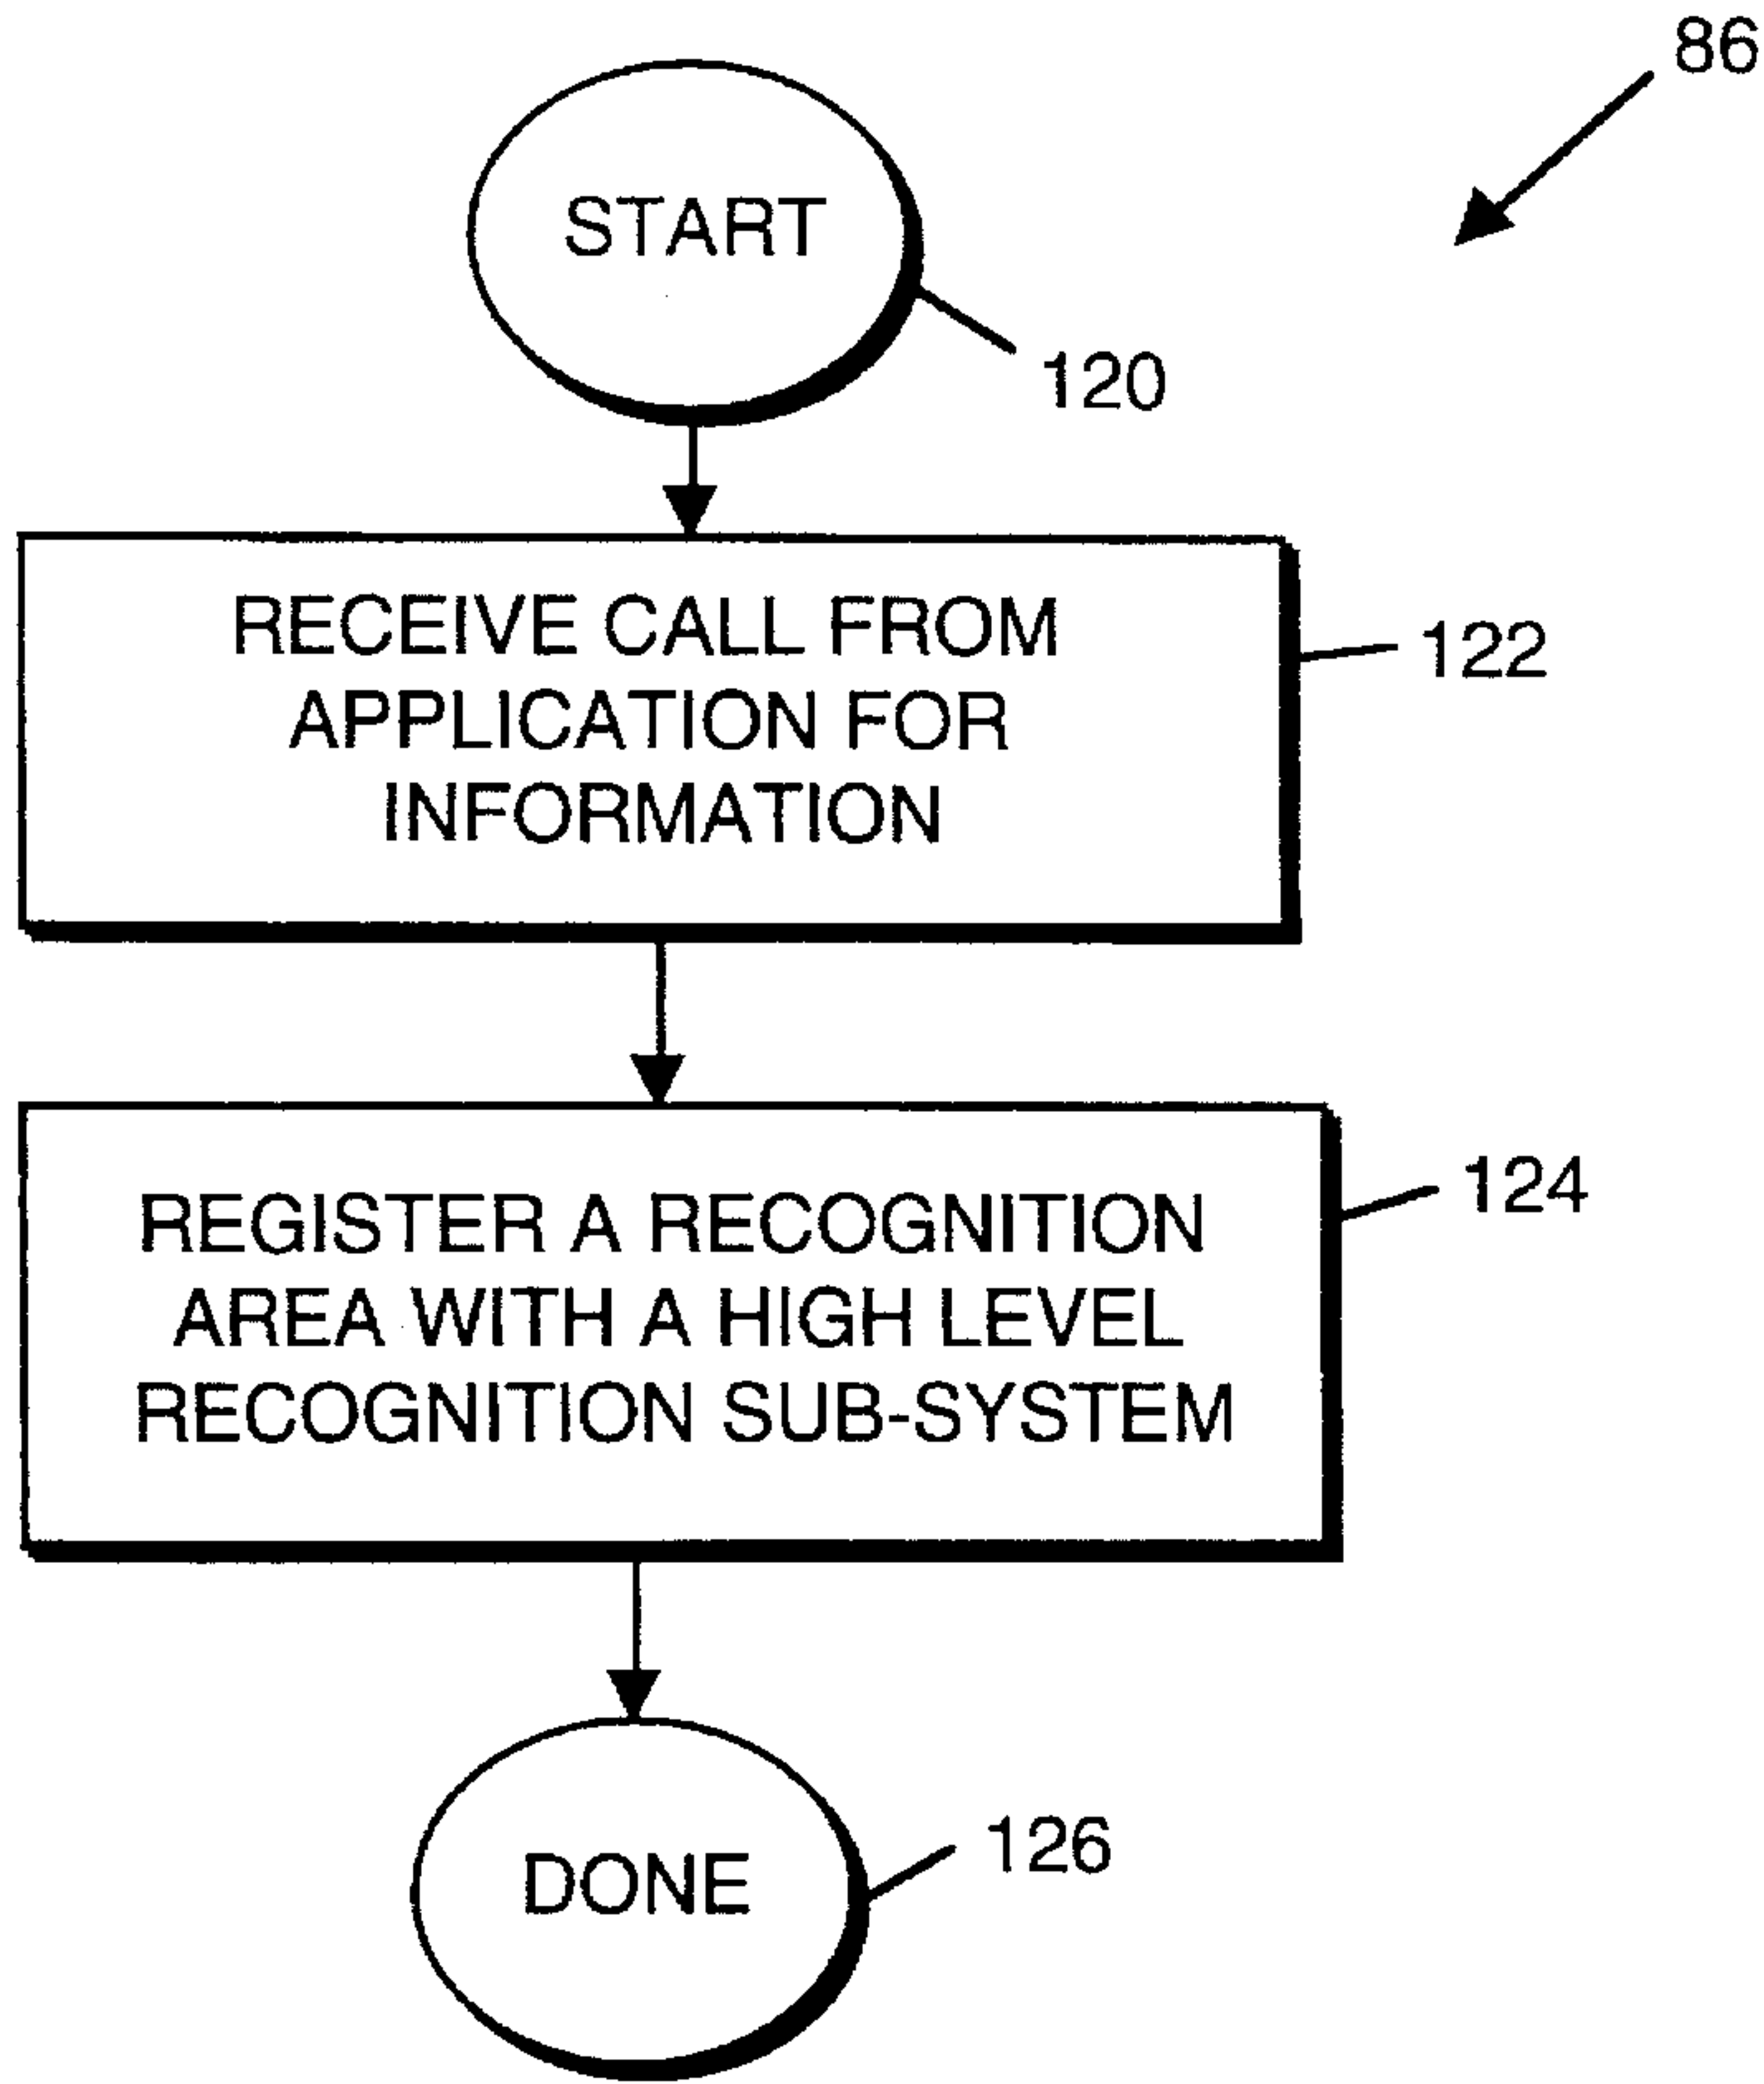 86
START
120
RECEIVE CALL FROM
APPLICATION FOR
INFORMATION
122
REGISTER A RECOGNITION
AREA WITH A HIGH LEVEL
RECOGNITION SUB-SYSTEM
124
DONE
126